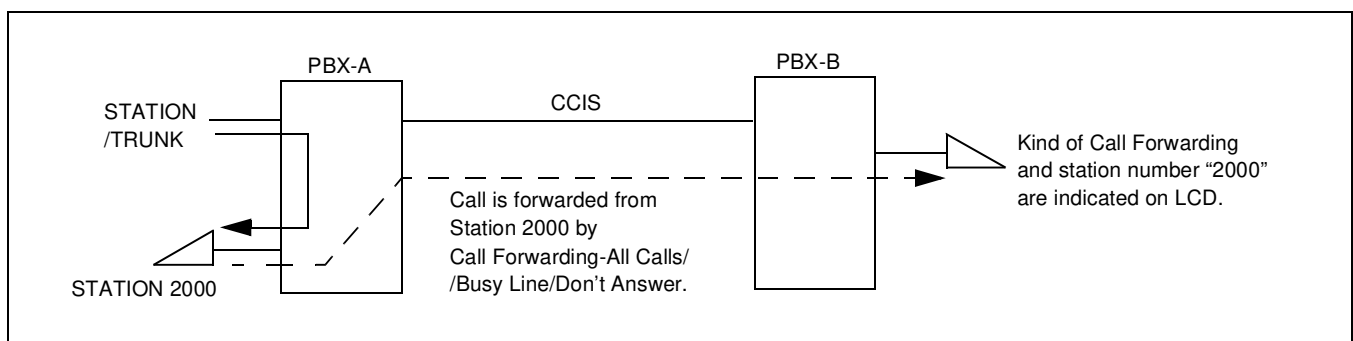 PBX-A
PBX-B
STATION
/TRUNK
CCIS
Kind of Call Forwarding
and station number “2000”
are indicated on LCD.
Call is forwarded from
Station 2000 by
Call Forwarding-All Calls/
/Busy Line/Don’t Answer.
STATION 2000